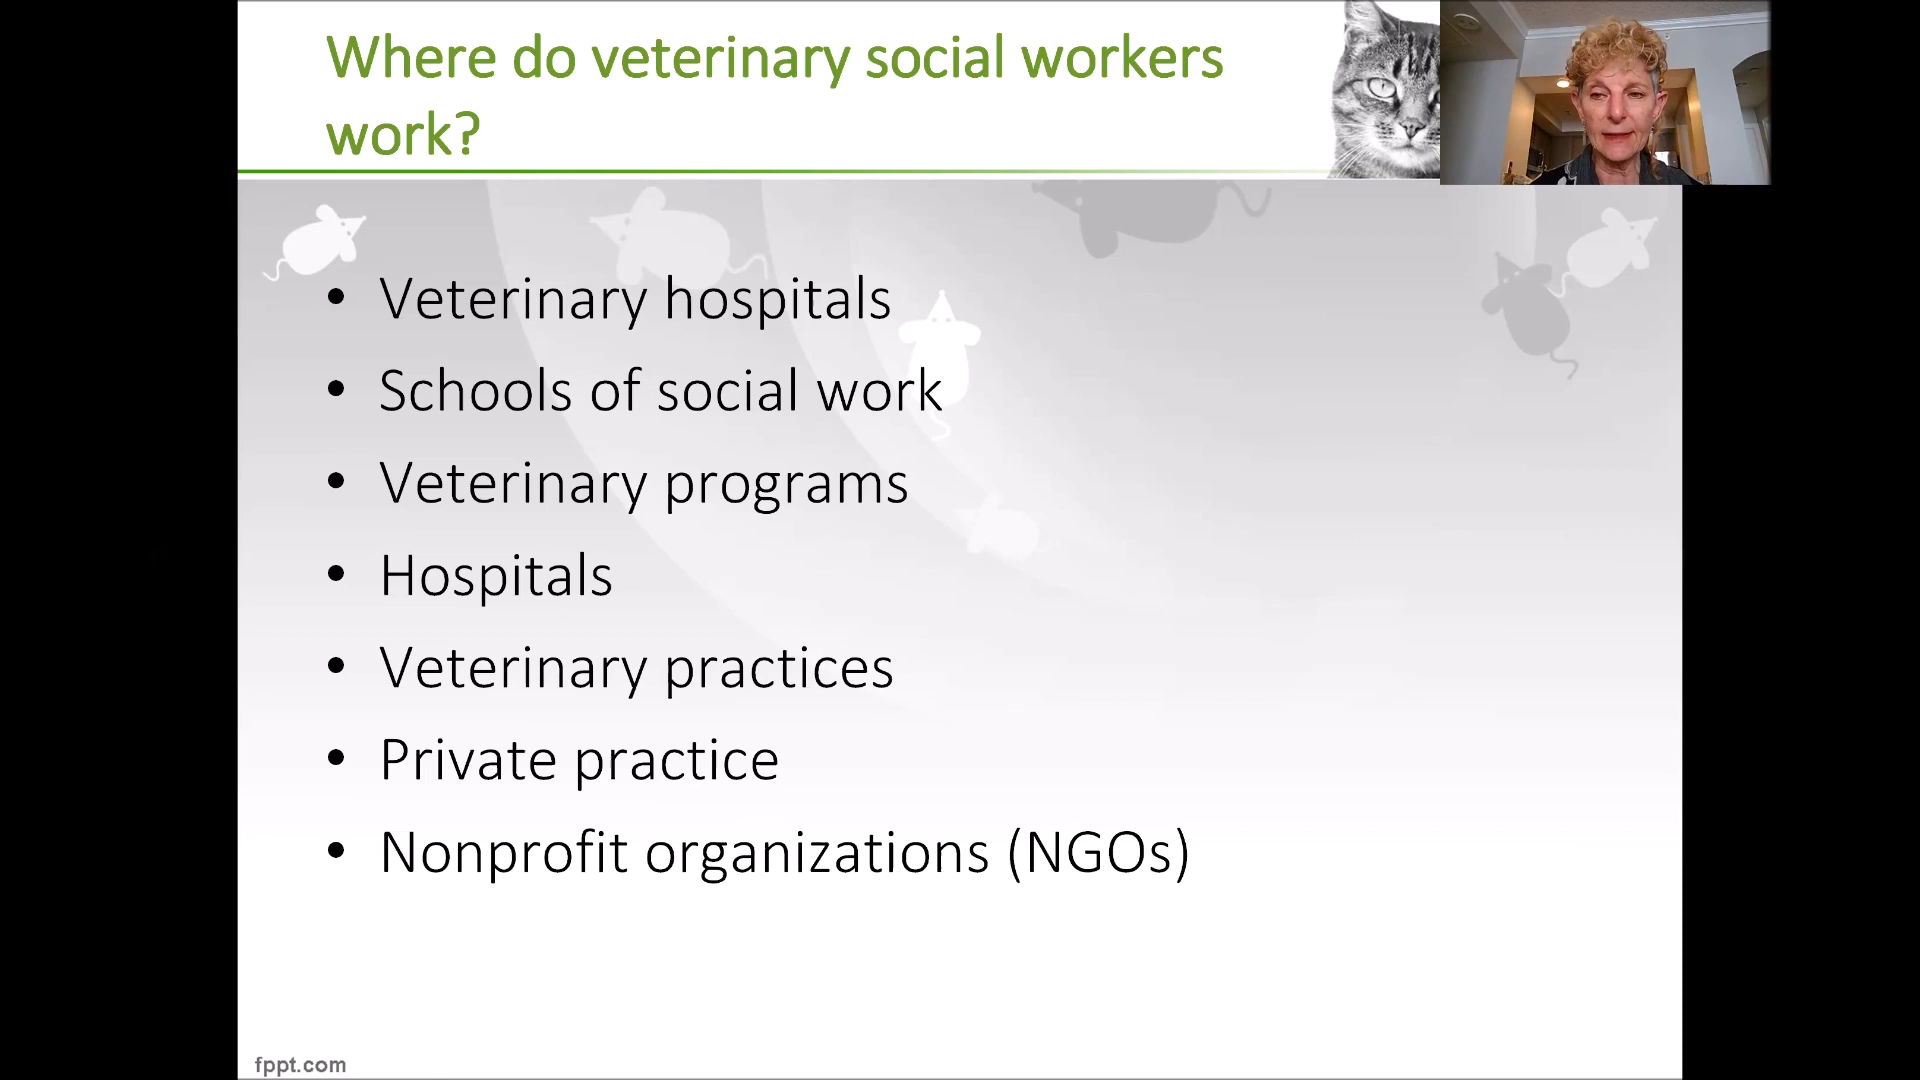 Where do veterinary social workers
work?
• Veterinary hospitals
• Schools of social work
• Veterinary programs
• Hospitals
• Veterinary practices
• Private practice
• Nonprofit organizations (NGOs)
fppt.com